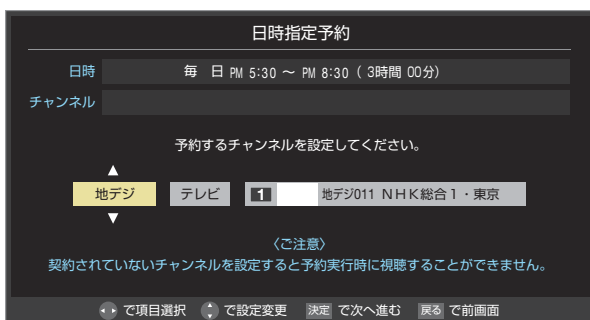 日時指定予約
日時 毎 日 PM 5:30 ～ PM 8:30 ( 3時間 00分)
チャンネル
予約するチャンネルを設定してください。
地デジ テレビ 1 地デジ011 ＮＨＫ総合１・東京
〈ご注意〉
契約されていないチャンネルを設定すると予約実行時に視聴することができません。
で項目選択 で設定変更 決定 で次へ進む 戻る で前画面